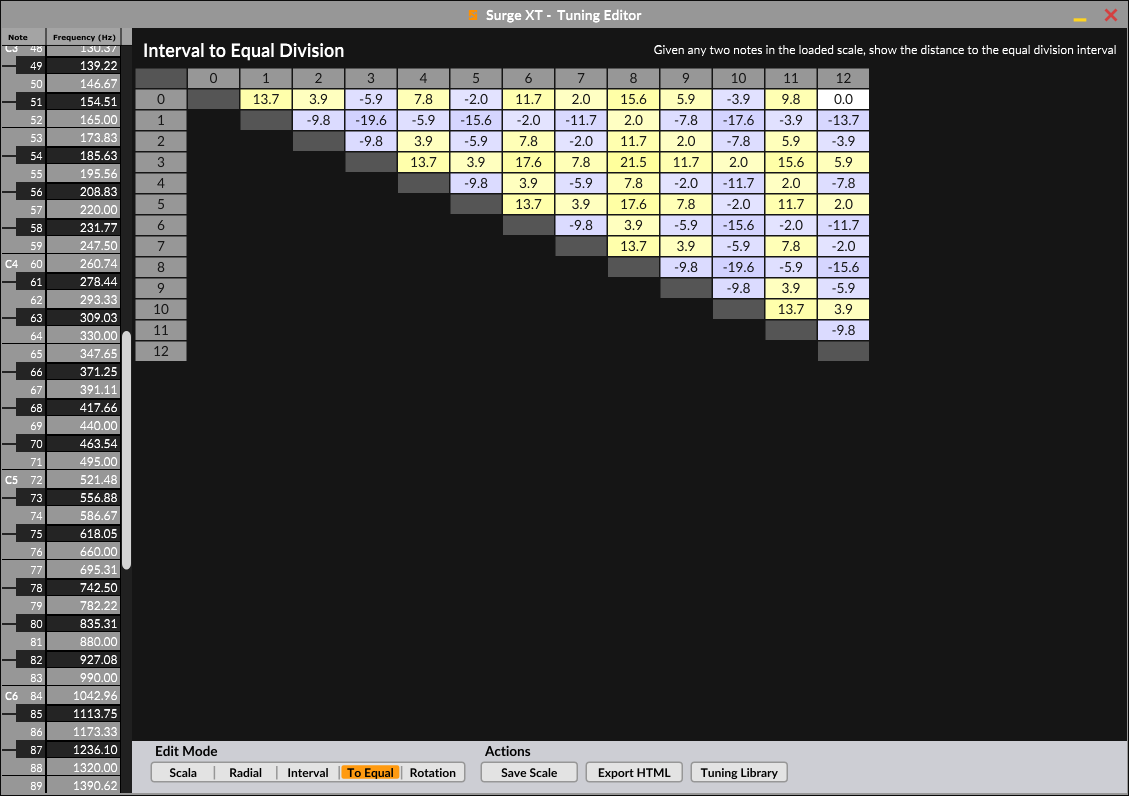 Surge XT - Tuning Editor
Note Frequency (Hz)
Interval to Equal Division
Given any two notes in the loaded scale, show the distance to the equal division interval
C3 48 130.37
49 139.22
50 146.67
51 154.51
52 165.00
53 173.83
54 185.63
55 195.56
56 208.83
57 220.00
58 231.77
59 247.50
C4 60 260.74
61 278.44
62 293.33
63 309.03
64 330.00
65 347.65
66 371.25
67 391.11
68 417.66
69 440.00
70 463.54
71 495.00
C5 72 521.48
73 556.88
74 586.67
75 618.05
76 660.00
77 695.31
78 742.50
79 782.22
80 835.31
81 880.00
82 927.08
83 990.00
C6 84 1042.96
85 1113.75
86 1173.33
87 1236.10
88 1320.00
89 1390.62
0 1 2 3 4 5 6 7 8 9 10 11 12
0 13.7 3.9 -5.9 7.8 -2.0 11.7 2.0 15.6 5.9 -3.9 9.8 0.0
1 -9.8 -19.6 -5.9 -15.6 -2.0 -11.7 2.0 -7.8 -17.6 -3.9 -13.7
2 -9.8 3.9 -5.9 7.8 -2.0 11.7 2.0 -7.8 5.9 -3.9
3 13.7 3.9 17.6 7.8 21.5 11.7 2.0 15.6 5.9
4 -9.8 3.9 -5.9 7.8 -2.0 -11.7 2.0 -7.8
5 13.7 3.9 17.6 7.8 -2.0 11.7 2.0
6 -9.8 3.9 -5.9 -15.6 -2.0 -11.7
7 13.7 3.9 -5.9 7.8 -2.0
8 -9.8 -19.6 -5.9 -15.6
9 -9.8 3.9 -5.9
10 13.7 3.9
11 -9.8
12
Edit Mode
Scala Radial Interval To Equal Rotation
Actions
Save Scale Export HTML Tuning Library